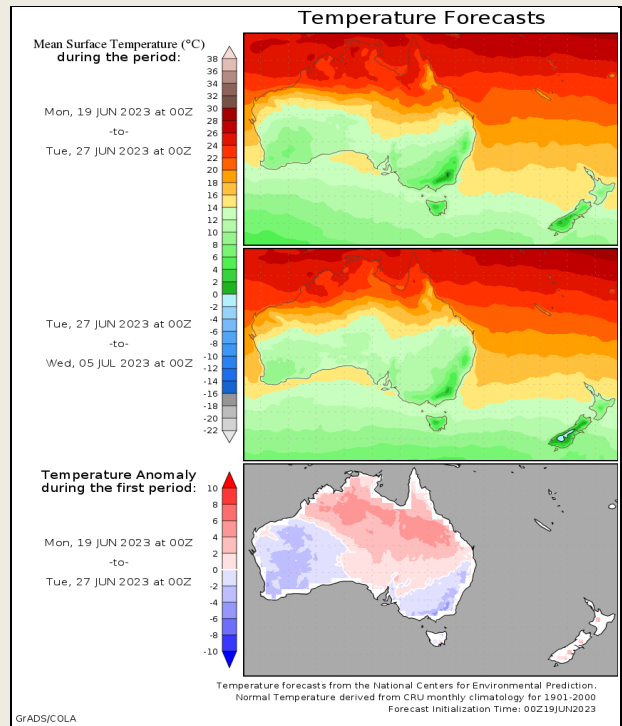 Temperature Forecasts
Mean Surface Temperature (°C)
during the period:
38
36
34
32
30
28
26
24
22
20
18
16
14
12
10
8
6
4
2
0
-2
-4
-6
-8
-10
-12
-14
-16
-18
-20
-22
Mon, 19 JUN 2023 at 00Z
-to-
Tue, 27 JUN 2023 at 00Z
Tue, 27 JUN 2023 at 00Z
-to-
Wed, 05 JUL 2023 at 00Z
Temperature Anomaly
during the first period:
10
8
6
4
2
0
-2
-4
-6
-8
-10
Mon, 19 JUN 2023 at 00Z
-to-
Tue, 27 JUN 2023 at 00Z
Temperature forecasts from the National Centers for Environmental Prediction.
Normal Temperature derived from CRU monthly climatology for 1901-2000
Forecast Initialization Time: 00Z19JUN2023
GrADS/COLA